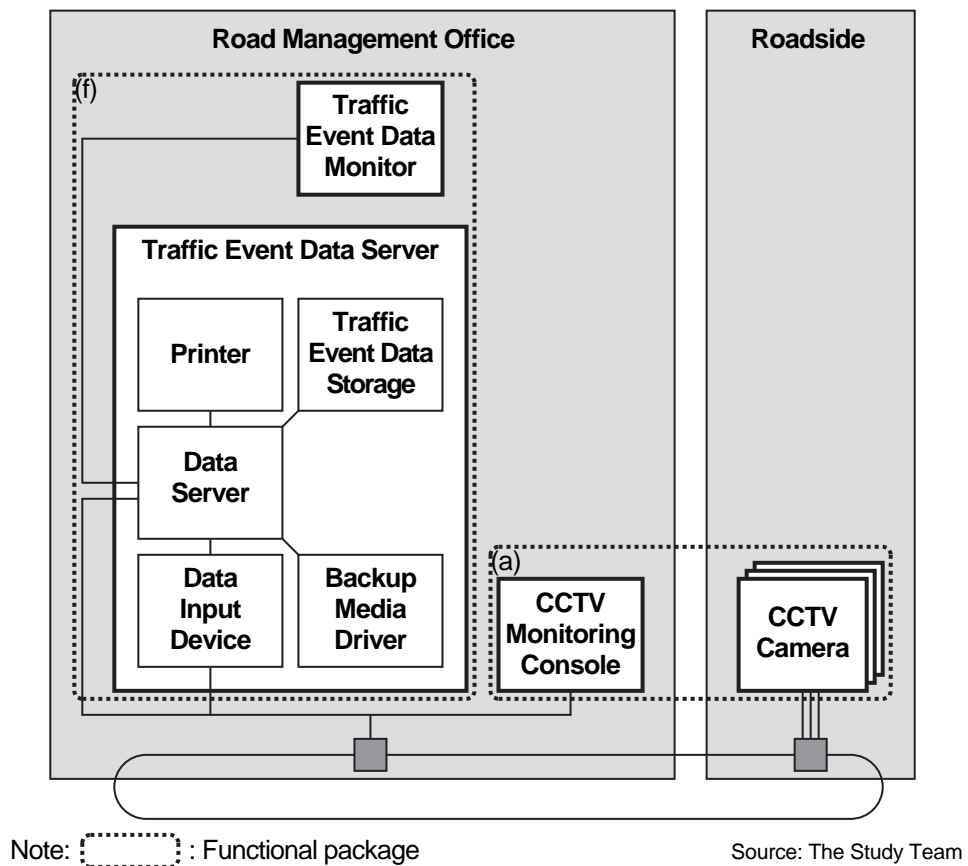 Road Management Office
Roadside
(f)
Traffic
Event Data
Monitor
Traffic Event Data Server
Printer
Traffic
Event Data
Storage
Data
Server
Data
Input
Device
Backup
Media
Driver
(a)
CCTV
Monitoring
Console
CCTV
Camera
Note: : Functional package
Source: The Study Team